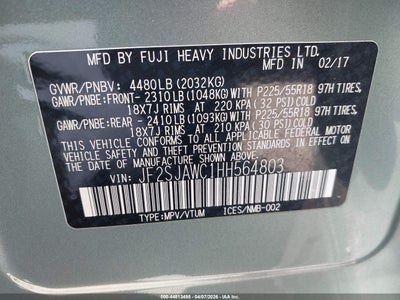 MFD. BY FUJI HEAVY INDUSTRIES LTD.
MFD IN 02/17
GVWR/PNBV: 4480LB (2032KG)
GAWR/PNBE: FRONT- 2310LB (1048KG) WITH P225/55R18 97H TIRES,
18X7J RIMS AT 220 KPA (32 PSI) COLD
GAWR/PNBE: REAR - 2410LB (1093KG) WITH P225/55R18 97H TIRES,
18X7J RIMS AT 210 KPA (30 PSI) COLD
THIS VEHICLE CONFORMS TO ALL APPLICABLE FEDERAL MOTOR
VEHICLE SAFETY, BUMPER, AND THEFT PREVENTION
STANDARDS IN EFFECT ON THE
DATE OF MANUFACTURE SHOWN ABOVE.
VIN: JF2SJAWC1HH564803
TYPE:MPV/VTUM ICES/NMB-002